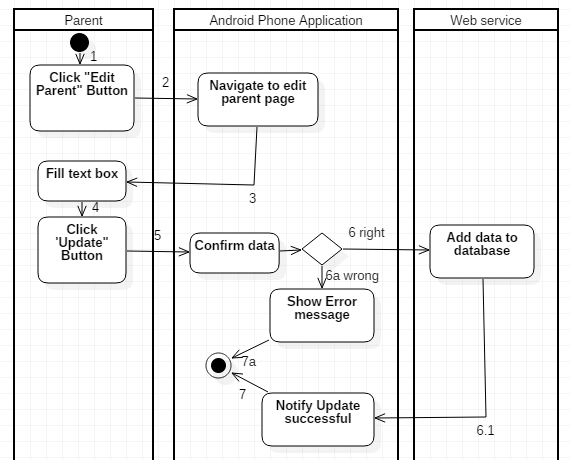 Parent
Android Phone Application
Web service
1
Click "Edit
Parent" Button
2
Navigate to edit
parent page
3
Fill text box
4
Click
'Update"
Button
5
Confirm data
6 right
Add data to
database
6a wrong
Show Error
message
7a
7
Notify Update
successful
6.1